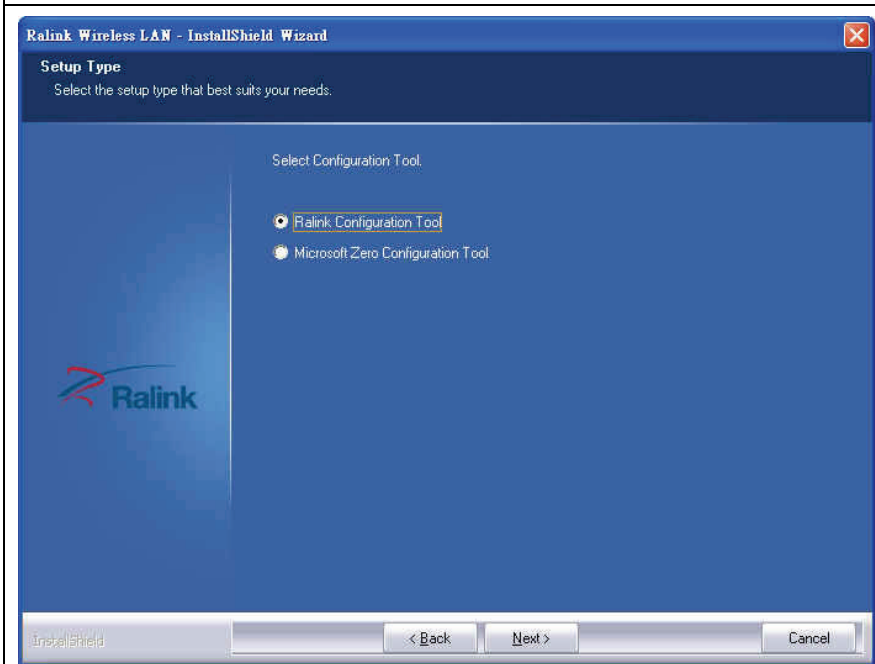 Ralink Wireless LAN - InstallShield Wizard
Setup Type
Select the setup type that best suits your needs.
Select Configuration Tool.
Ralink Configuration Tool
Microsoft Zero Configuration Tool
Ralink
InstallShield
< Back
Next >
Cancel